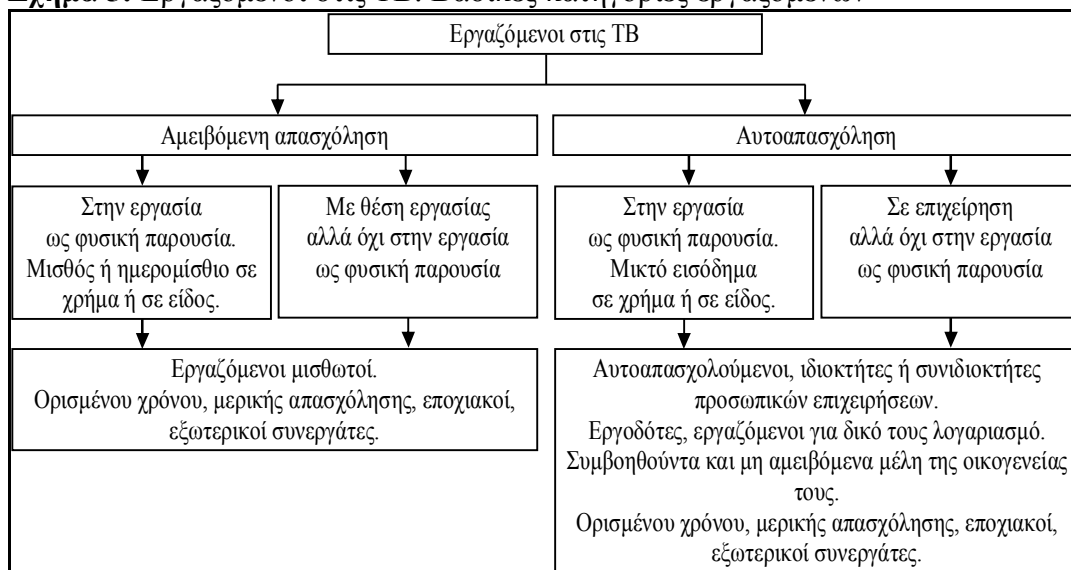 Εργαζόμενοι στις ΤΒ
Αμειβόμενη απασχόληση
Αυτοαπασχόληση
Στην εργασία
ως φυσική παρουσία.
Μισθός ή ημερομίσθιο σε
χρήμα ή σε είδος.
Με θέση εργασίας
αλλά όχι στην εργασία
ως φυσική παρουσία
Στην εργασία
ως φυσική παρουσία.
Μικτό εισόδημα
σε χρήμα ή σε είδος.
Σε επιχείρηση
αλλά όχι στην εργασία
ως φυσική παρουσία
Εργαζόμενοι μισθωτοί.
Ορισμένου χρόνου, μερικής απασχόλησης, εποχιακοί,
εξωτερικοί συνεργάτες.
Αυτοαπασχολούμενοι, ιδιοκτήτες ή συνιδιοκτήτες
προσωπικών επιχειρήσεων.
Εργοδότες, εργαζόμενοι για δικό τους λογαριασμό.
Συμβοηθούντα και μη αμειβόμενα μέλη της οικογενείας
τους.
Ορισμένου χρόνου, μερικής απασχόλησης, εποχιακοί,
εξωτερικοί συνεργάτες.